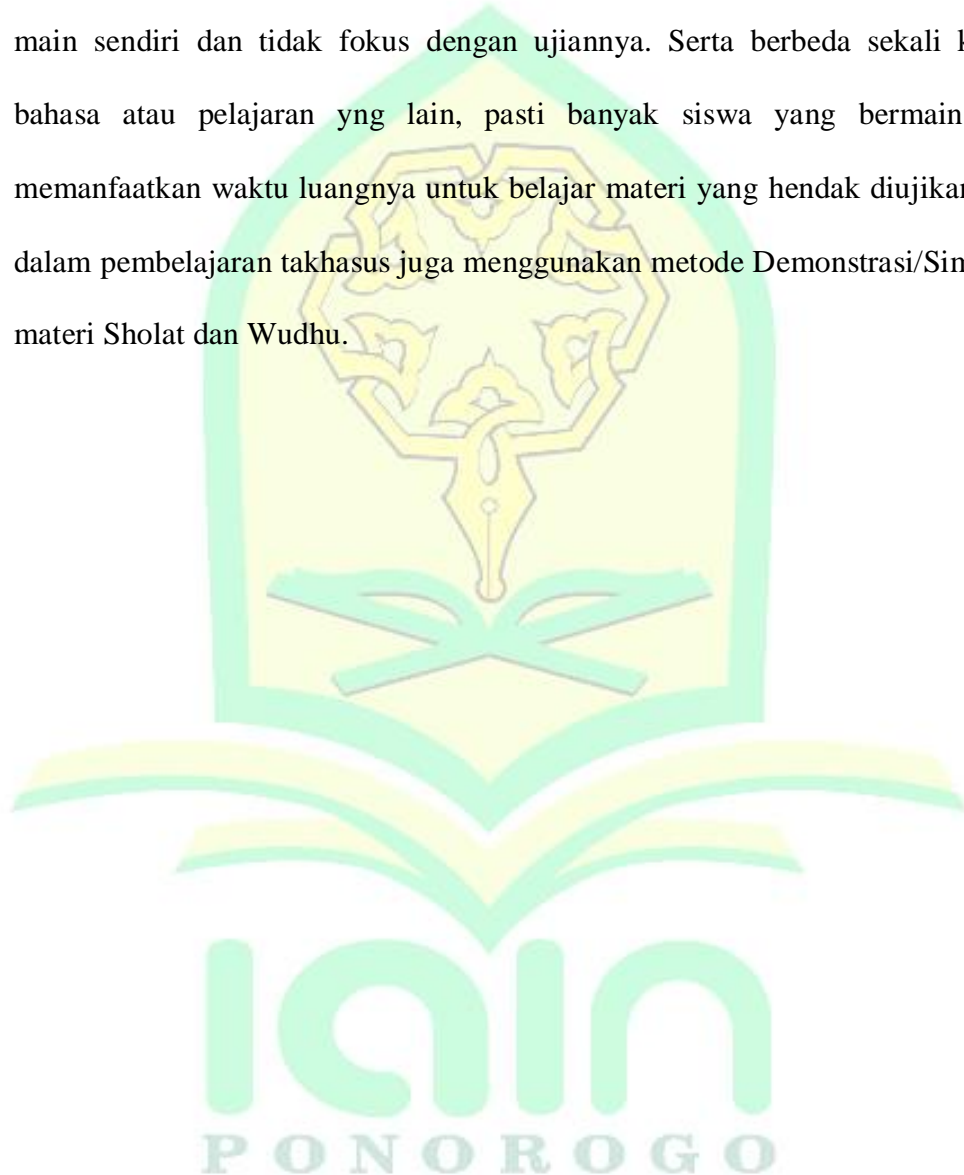 main sendiri dan tidak fokus dengan ujiannya. Serta berbeda sekali
bahasa atau pelajaran yng lain, pasti banyak siswa yang bermain
memanfaatkan waktu luangnya untuk belajar materi yang hendak diujikan
dalam pembelajaran takhasus juga menggunakan metode Demonstrasi/
materi Sholat dan Wudhu.
iain
PONOROGO